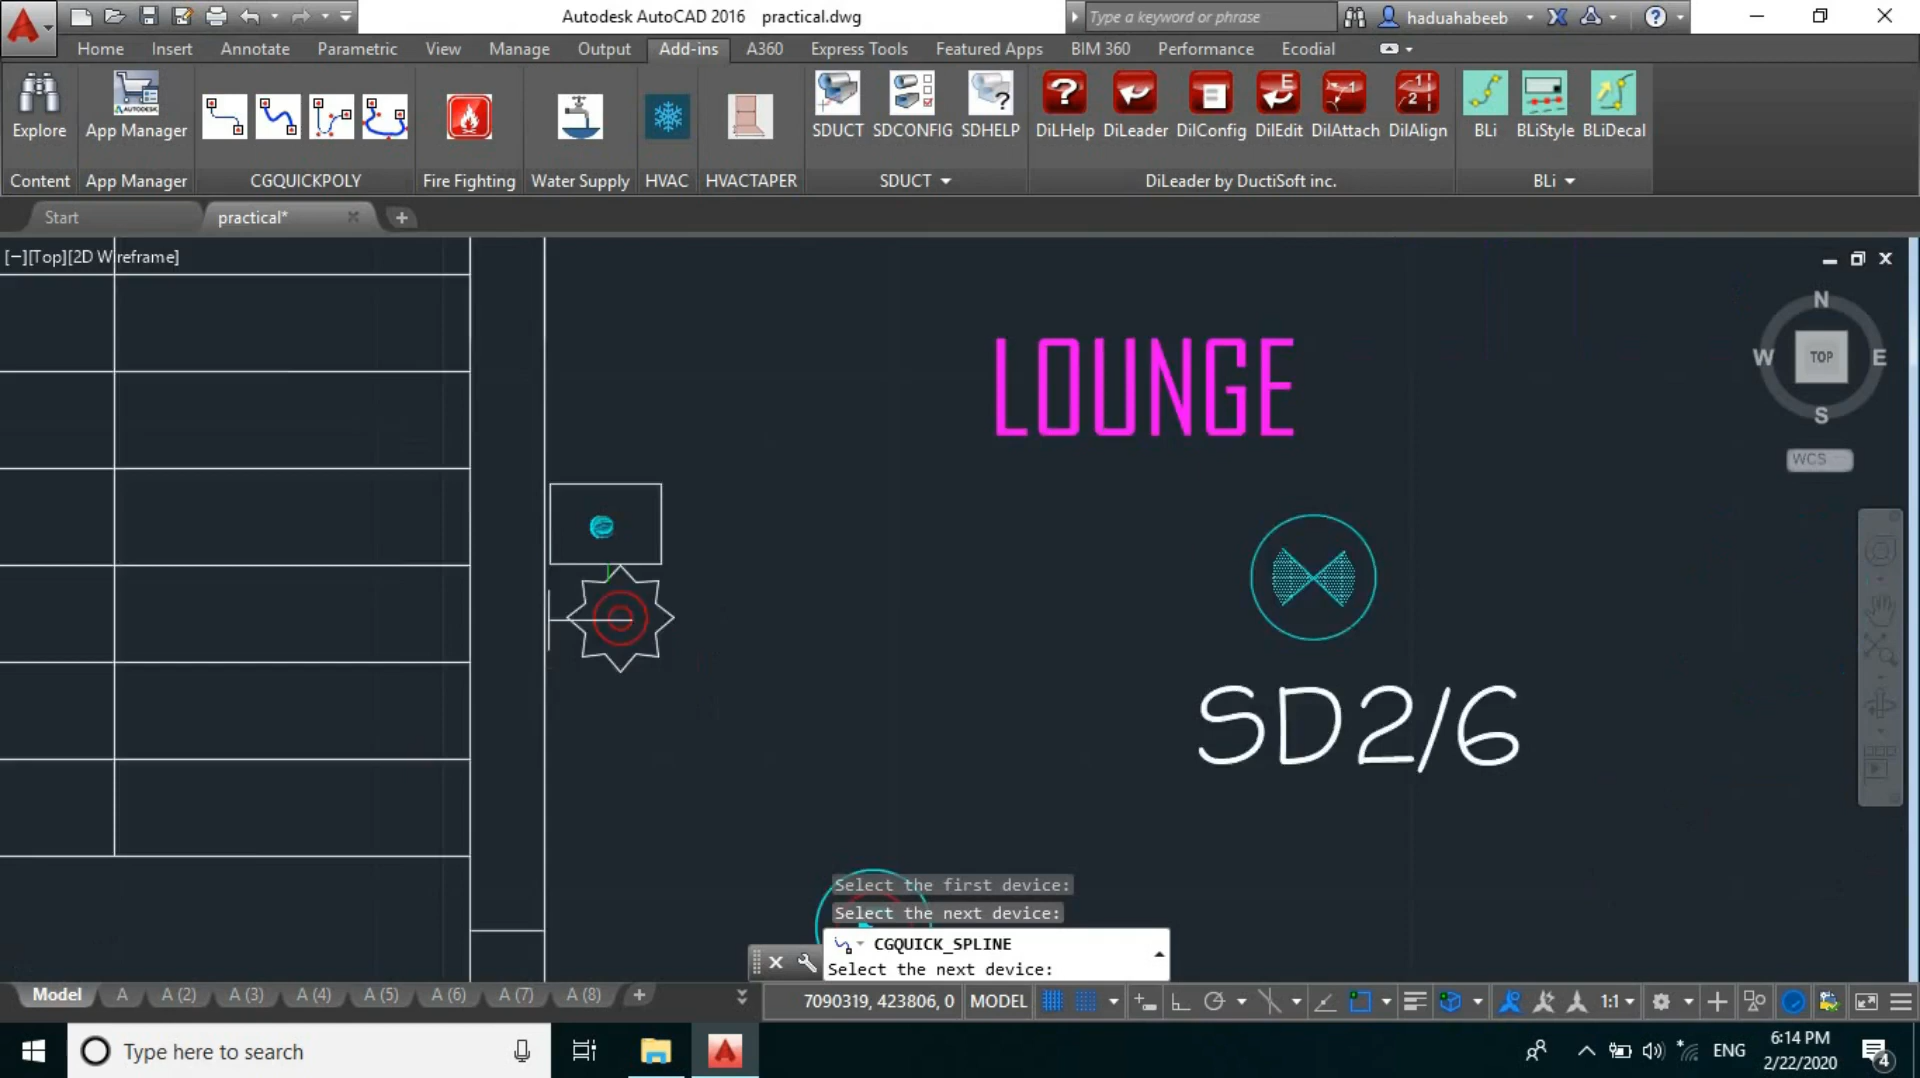 Autodesk AutoCAD 2016 practical.dwg
Type a keyword or phrase
haduahabeeb
Home Insert Annotate Parametric View Manage Output Add-ins A360 Express Tools Featured Apps BIM 360 Performance Ecodial
Explore App Manager SDUCT SDCONFIG SDHELP DiLHelp DiLeader DilConfig DilEdit DilAttach DilAlign BLi BLiStyle BLiDecal
Content App Manager CGQUICKPOLY Fire Fighting Water Supply HVAC HVACTAPER SDUCT DiLeader by DuctiSoft inc. BLi
Start practical*
[−][Top][2D Wireframe]
N
W TOP E
S
WCS
LOUNGE
SD2/6
Select the first device:
Select the next device:
CGQUICK_SPLINE
Select the next device:
Model A A (2) A (3) A (4) A (5) A (6) A (7) A (8)
7090319, 423806, 0 MODEL 1:1
Type here to search
ENG
6:14 PM
2/22/2020
4